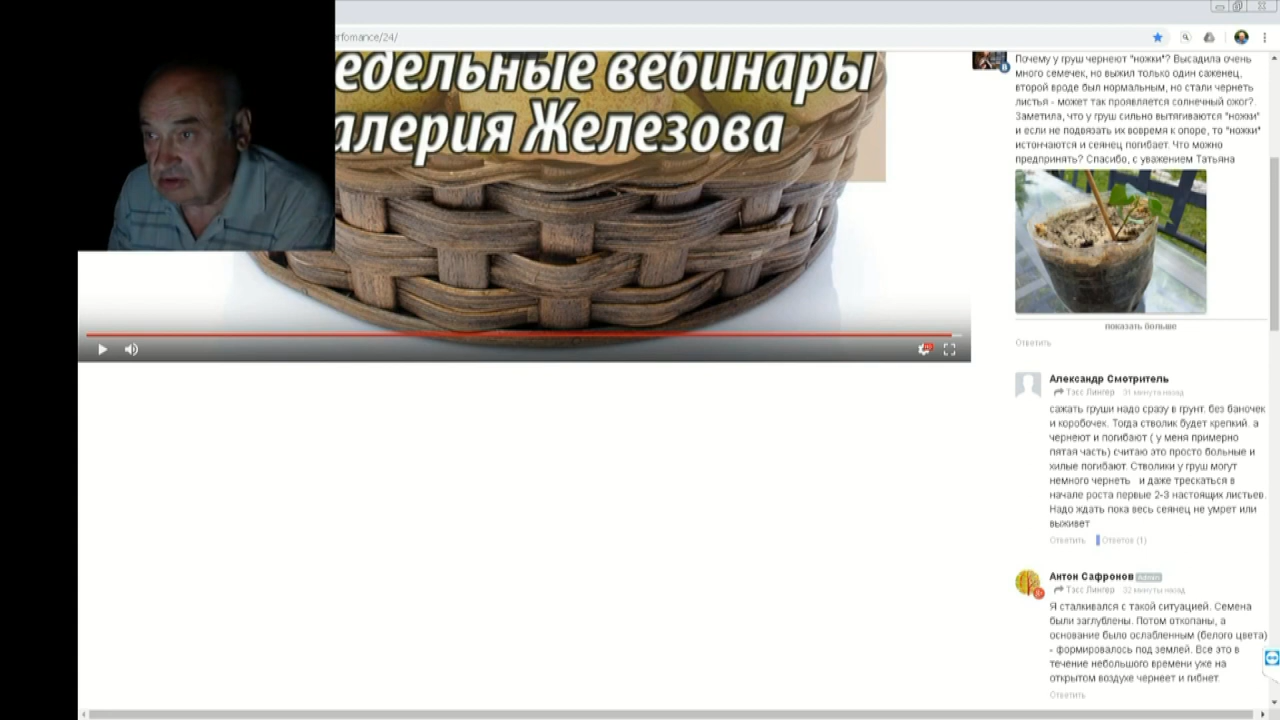 rfomance/24/
едельные вебинары
алерия Железова
Почему у груш чернеют "ножки"? Высадила очень
много семечек, но выжил только один саженец,
второй вроде был нормальным, но стали чернеть
листья - может так проявляется солнечный ожог?.
Заметила, что у груш сильно вытягиваются "ножки"
и если не подвязать их вовремя к опоре, то "ножки"
истончаются и сеянец погибает. Что можно
предпринять? Спасибо, с уважением Татьяна
показать больше
Ответить
Александр Смотритель
Тэсс Лингер 31 минута назад
сажать груши надо сразу в грунт. без баночек
и коробочек. Тогда стволик будет крепкий. а
чернеют и погибают ( у меня примерно
пятая часть) считаю это просто больные и
хилые погибают. Стволики у груш могут
немного чернеть и даже трескаться в
начале роста первые 2-3 настоящих листьев.
Надо ждать пока весь сеянец не умрет или
выживет
Ответить Ответов (1)
Антон Сафронов Admin
Тэсс Лингер 32 минуты назад
Я сталкивался с такой ситуацией. Семена
были заглублены. Потом откопаны, а
основание было ослабленным (белого цвета)
- формировалось под землей. Все это в
течение небольшого времени уже на
открытом воздухе чернеет и гибнет.
Ответить